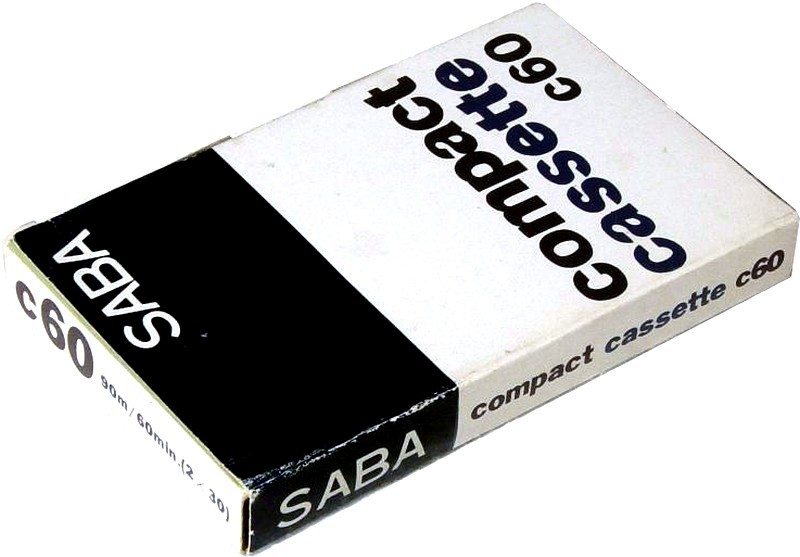 compact
cassette
c60
SABA
c60
90m/60min.(2 / 30)
SABA
compact cassette c60